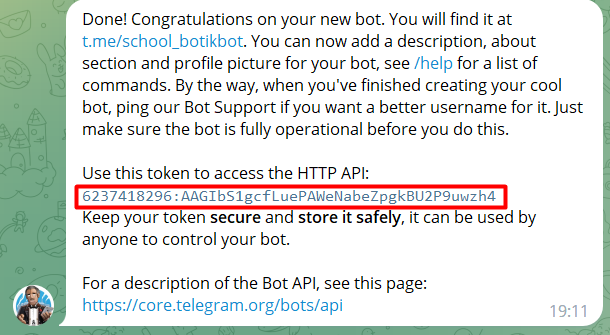 Done! Congratulations on your new bot. You will find it at
t.me/school_botikbot. You can now add a description, about
section and profile picture for your bot, see /help for a list of
commands. By the way, when you've finished creating your cool
bot, ping our Bot Support if you want a better username for it. Just
make sure the bot is fully operational before you do this.

Use this token to access the HTTP API:
6237418296:AAGIbS1gcfLuePAWeNabeZpgkBU2P9uwzh4
Keep your token secure and store it safely, it can be used by
anyone to control your bot.

For a description of the Bot API, see this page:
https://core.telegram.org/bots/api
19:11